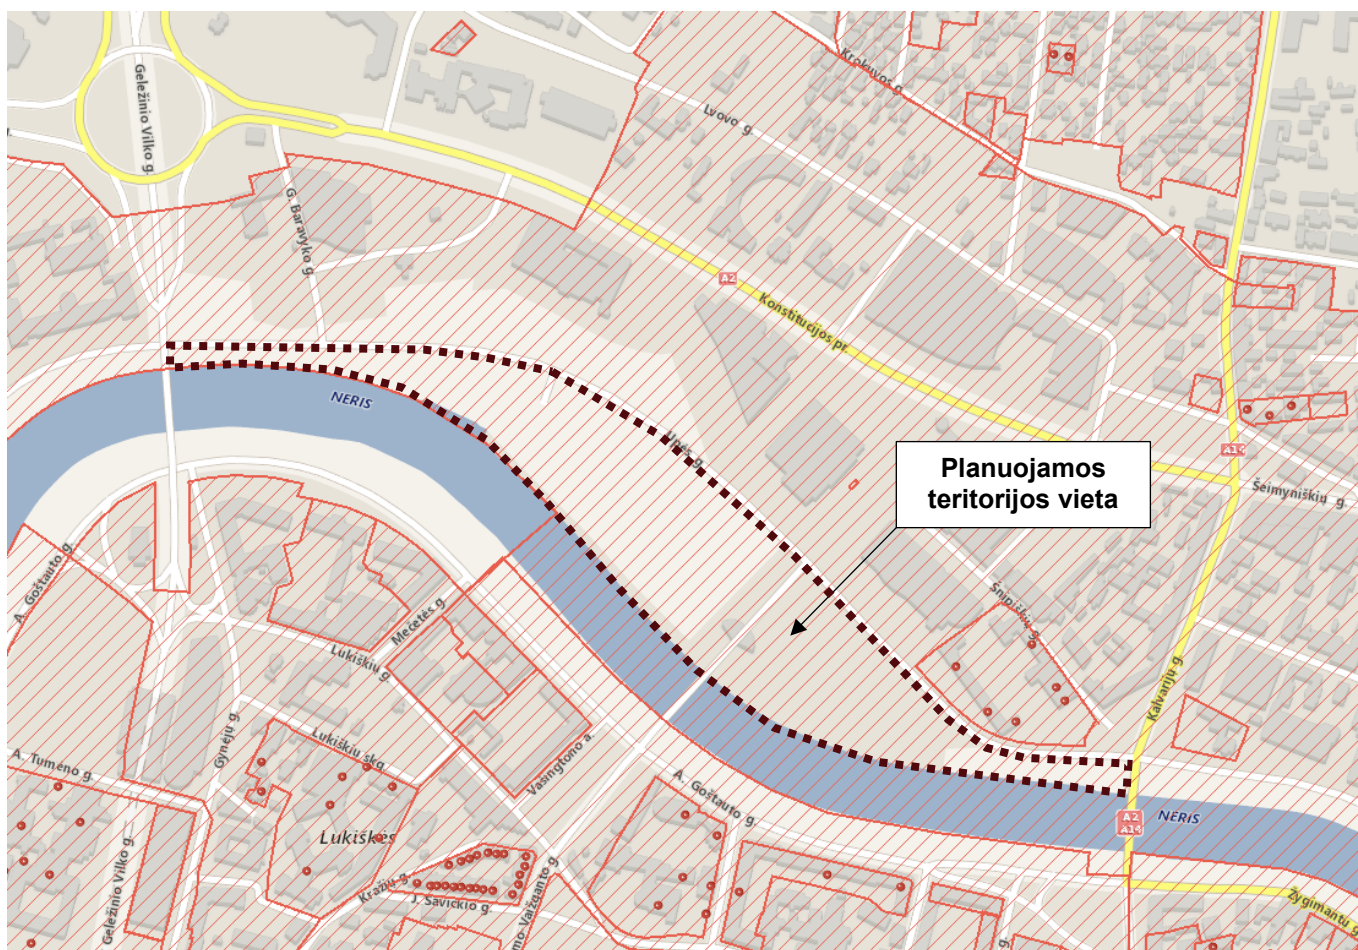 Krokuvos g.
Geležinio Vilko g.
Lvovo g.
G. Baravyko g.
A2
Konstitucijos pr.
NERIS
Upės g.
A14
Planuojamos
teritorijos vieta
Šeimyniškių g.
A. Goštauto g.
Mečetės g.
Šnipiškių g.
Lukiškių g.
Kalvarijų g.
Gynėjų g.
Lukiškių skg.
Vašingtono a.
A. Tumėno g.
A. Goštauto g.
A2
A14
NERIS
Lukiškės
Geležinio Vilko g.
Kražių g.
J. Savickio g.
mo Vaižganto g.
Žygimantų g.